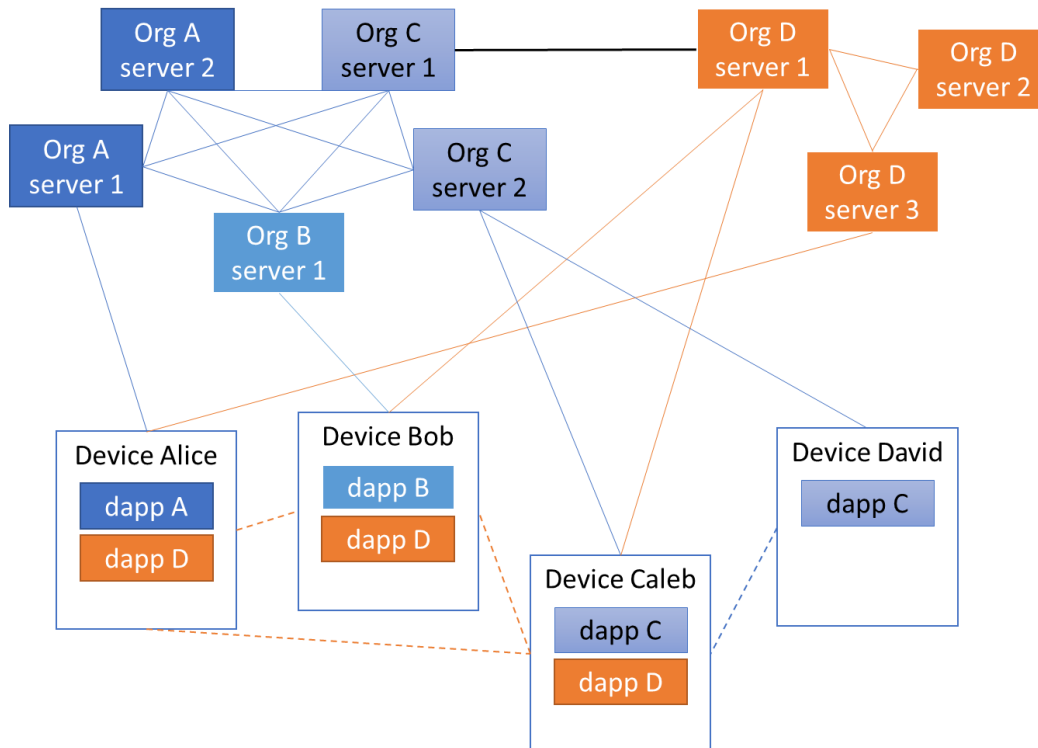 Org A
server 2
Org C
server 1
Org D
server 1
Org D
server 2
Org A
server 1
Org C
server 2
Org D
server 3
Org B
server 1
Device Alice
dapp A
dapp D
Device Bob
dapp B
dapp D
Device Caleb
dapp C
dapp D
Device David
dapp C